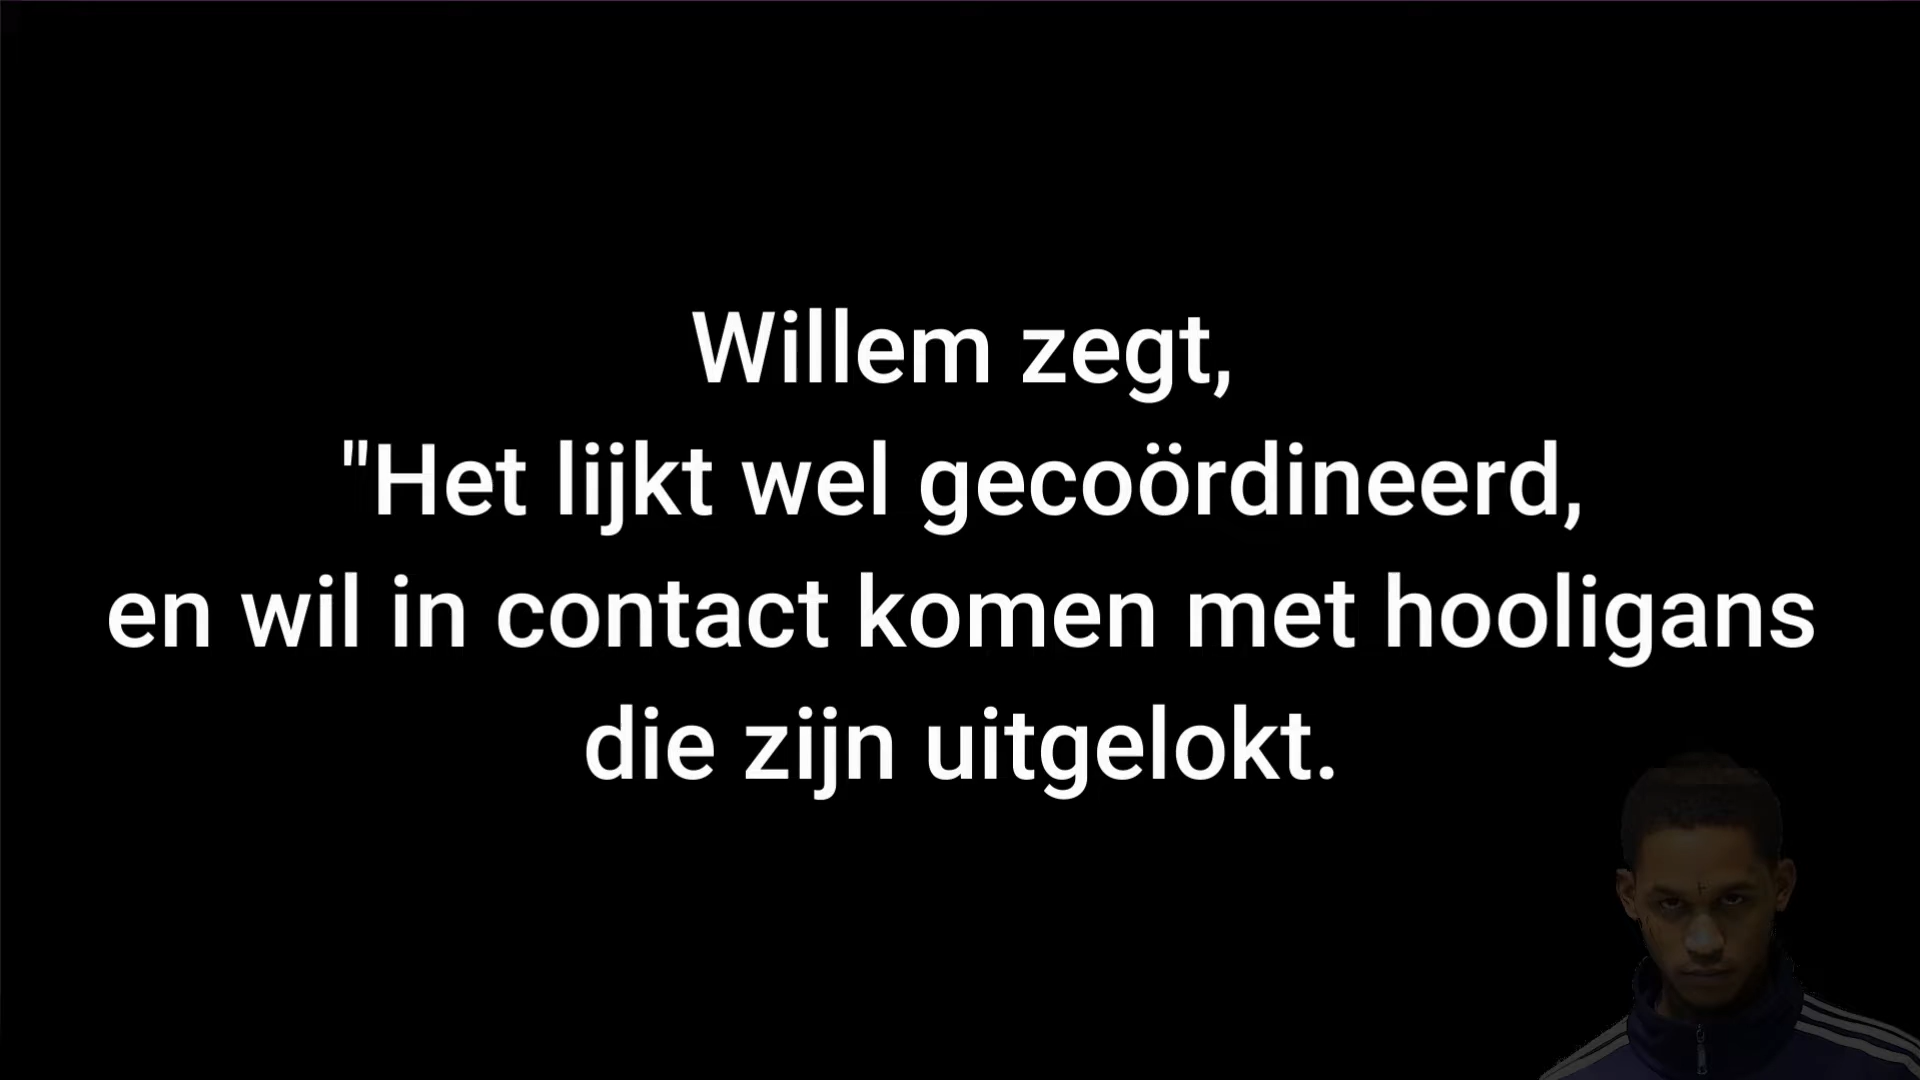 Willem zegt,
"Het lijkt wel gecoördineerd,
en wil in contact komen met hooligans
die zijn uitgelokt.